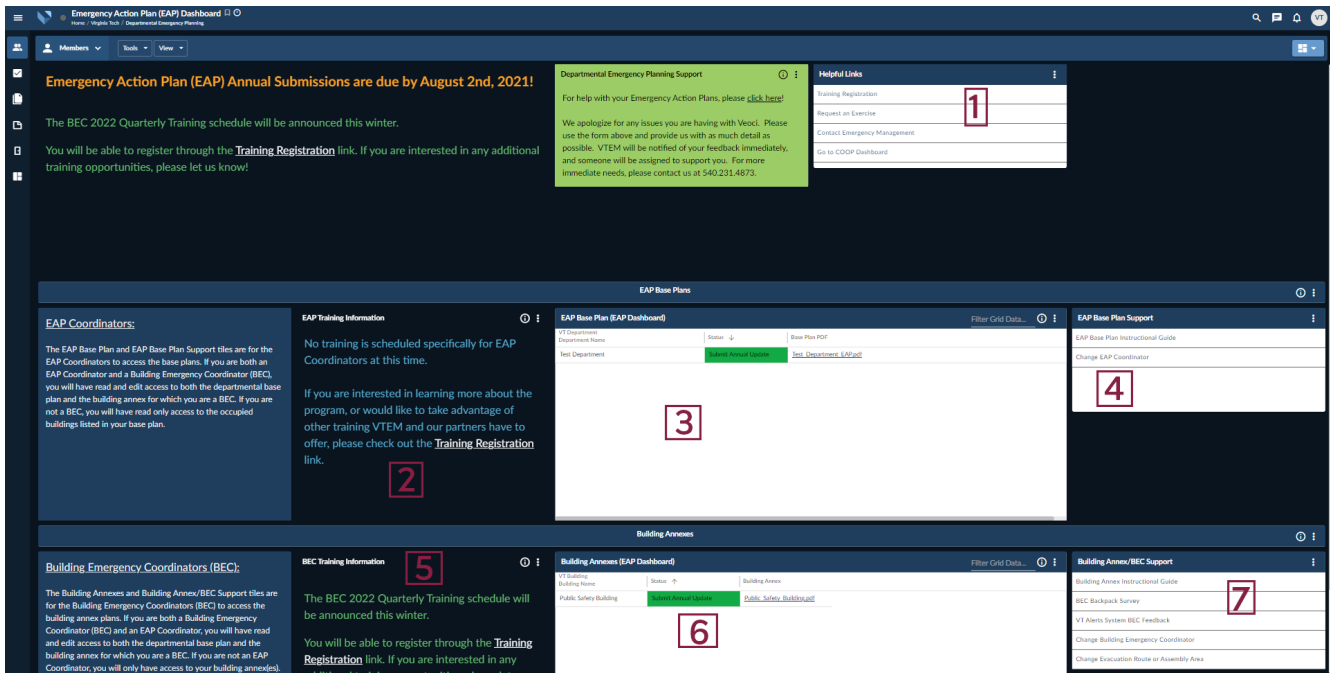 Emergency Action Plan (EAP) Dashboard
Home / Virginia Tech / Departmental Emergency Planning
VT
Members
Tools
View
Emergency Action Plan (EAP) Annual Submissions are due by August 2nd, 2021!
The BEC 2022 Quarterly Training schedule will be announced this winter.
You will be able to register through the Training Registration link. If you are interested in any additional
training opportunities, please let us know!
Departmental Emergency Planning Support
For help with your Emergency Action Plans, please click here!
We apologize for any issues you are having with Veoci. Please
use the form above and provide us with as much detail as
possible. VTEM will be notified of your feedback immediately,
and someone will be assigned to support you. For more
immediate needs, please contact us at 540.231.4873.
Helpful Links
Training Registration
1
Request an Exercise
Contact Emergency Management
Go to COOP Dashboard
EAP Base Plans
EAP Coordinators:
The EAP Base Plan and EAP Base Plan Support tiles are for the
EAP Coordinators to access the base plans. If you are both an
EAP Coordinator and a Building Emergency Coordinator (BEC),
you will have read and edit access to both the departmental base
plan and the building annex for which you are a BEC. If you are
not a BEC, you will have read only access to the occupied
buildings listed in your base plan.
EAP Training Information
No training is scheduled specifically for EAP
Coordinators at this time.
If you are interested in learning more about the
program, or would like to take advantage of
other training VTEM and our partners have to
offer, please check out the Training Registration
link.
2
EAP Base Plan (EAP Dashboard)
Filter Grid Data...
VT Department
Department Name
Status
Base Plan PDF
Test Department
Submit Annual Update
Test_Department_EAP.pdf
3
EAP Base Plan Support
EAP Base Plan Instructional Guide
Change EAP Coordinator
4
Building Annexes
Building Emergency Coordinators (BEC):
The Building Annexes and Building Annex/BEC Support tiles are
for the Building Emergency Coordinators (BEC) to access the
building annex plans. If you are both a Building Emergency
Coordinator (BEC) and an EAP Coordinator, you will have read
and edit access to both the departmental base plan and the
building annex for which you are a BEC. If you are not an EAP
Coordinator, you will only have access to your building annex(es).
BEC Training Information
5
The BEC 2022 Quarterly Training schedule will
be announced this winter.
You will be able to register through the Training
Registration link. If you are interested in any
Building Annexes (EAP Dashboard)
Filter Grid Data...
VT Building
Building Name
Status
Building Annex
Public Safety Building
Submit Annual Update
Public_Safety_Building.pdf
6
Building Annex/BEC Support
Building Annex Instructional Guide
BEC Backpack Survey
7
VT Alerts System BEC Feedback
Change Building Emergency Coordinator
Change Evacuation Route or Assembly Area